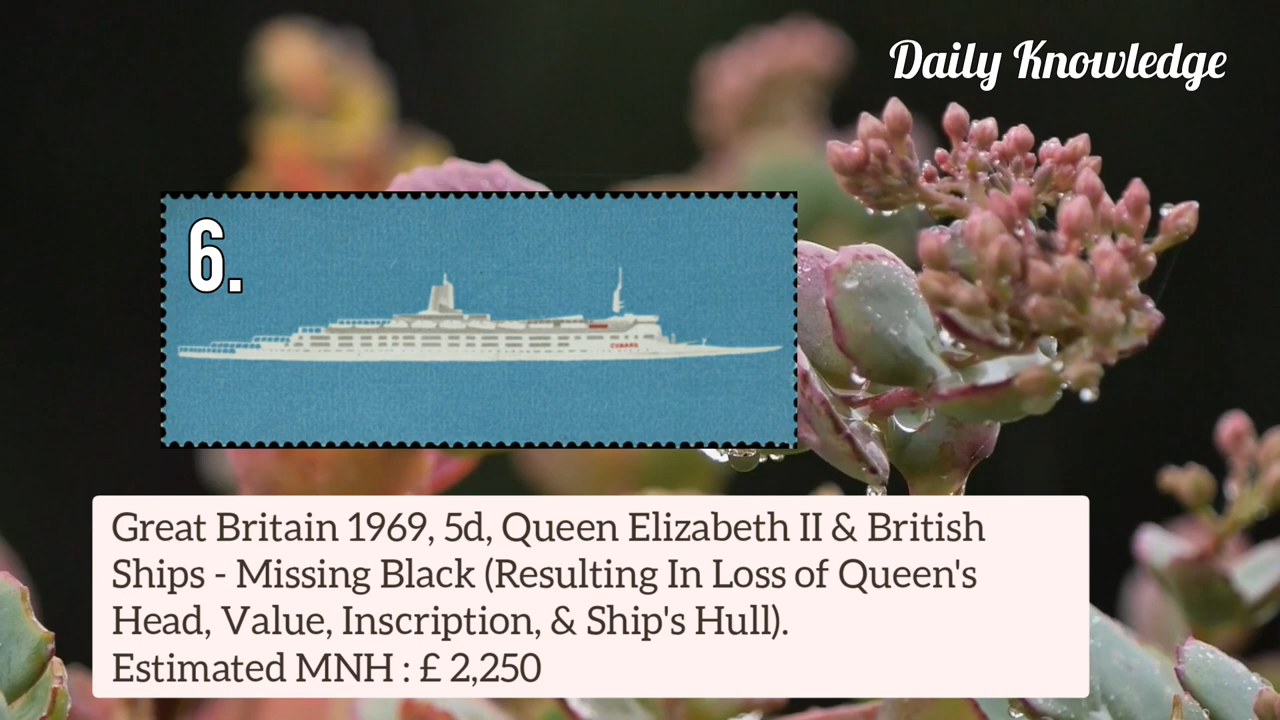 Daily Knowledge
6.
CUNARD
Great Britain 1969, 5d, Queen Elizabeth II & British
Ships - Missing Black (Resulting In Loss of Queen's
Head, Value, Inscription, & Ship's Hull).
Estimated MNH : £ 2,250